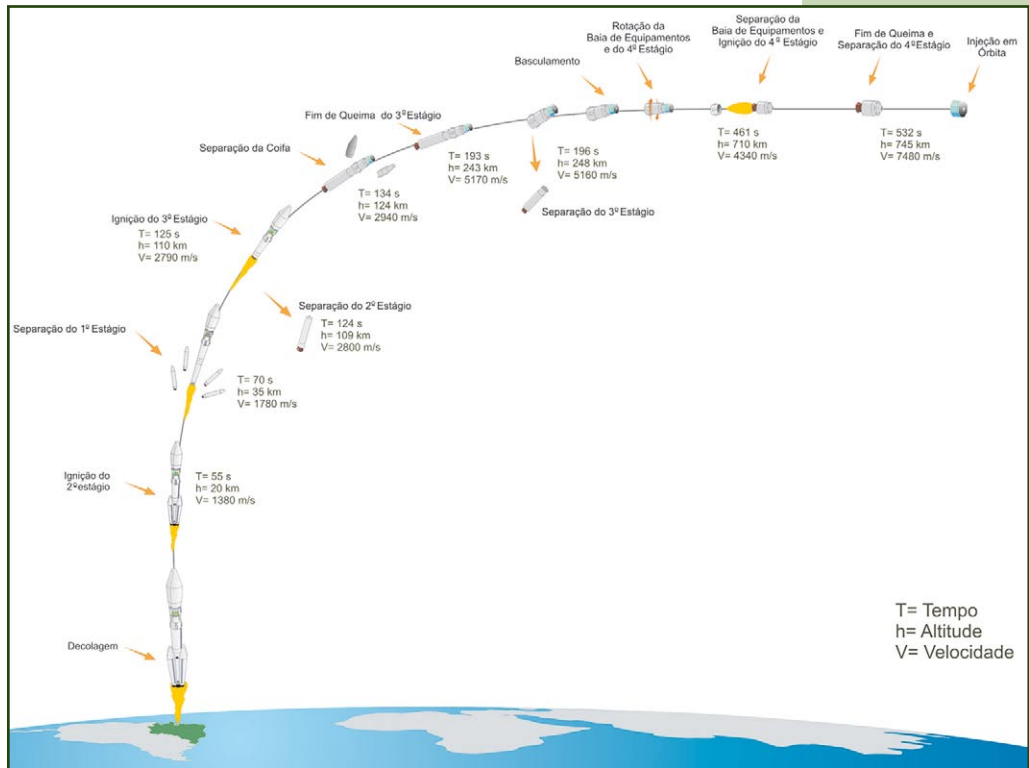 Rotação da
Baia de Equipamentos
e do 4º Estágio
Separação da
Baia de Equipamentos e
Ignição do 4º Estágio
Fim de Queima e
Separação do 4º Estágio
Injeção em
Órbita
Basculamento
Fim de Queima do 3º Estágio
T= 461 s
h= 710 km
V= 4340 m/s
T= 532 s
h= 745 km
V= 7480 m/s
Separação da Coifa
T= 193 s
h= 243 km
V= 5170 m/s
T= 196 s
h= 248 km
V= 5160 m/s
T= 134 s
h= 124 km
V= 2940 m/s
Separação do 3º Estágio
Ignição do 3º Estágio
T= 125 s
h= 110 km
V= 2790 m/s
Separação do 2º Estágio
T= 124 s
h= 109 km
V= 2800 m/s
Separação do 1º Estágio
T= 70 s
h= 35 km
V= 1780 m/s
Ignição do
2º estágio
T= 55 s
h= 20 km
V= 1380 m/s
Decolagem
T= Tempo
h= Altitude
V= Velocidade